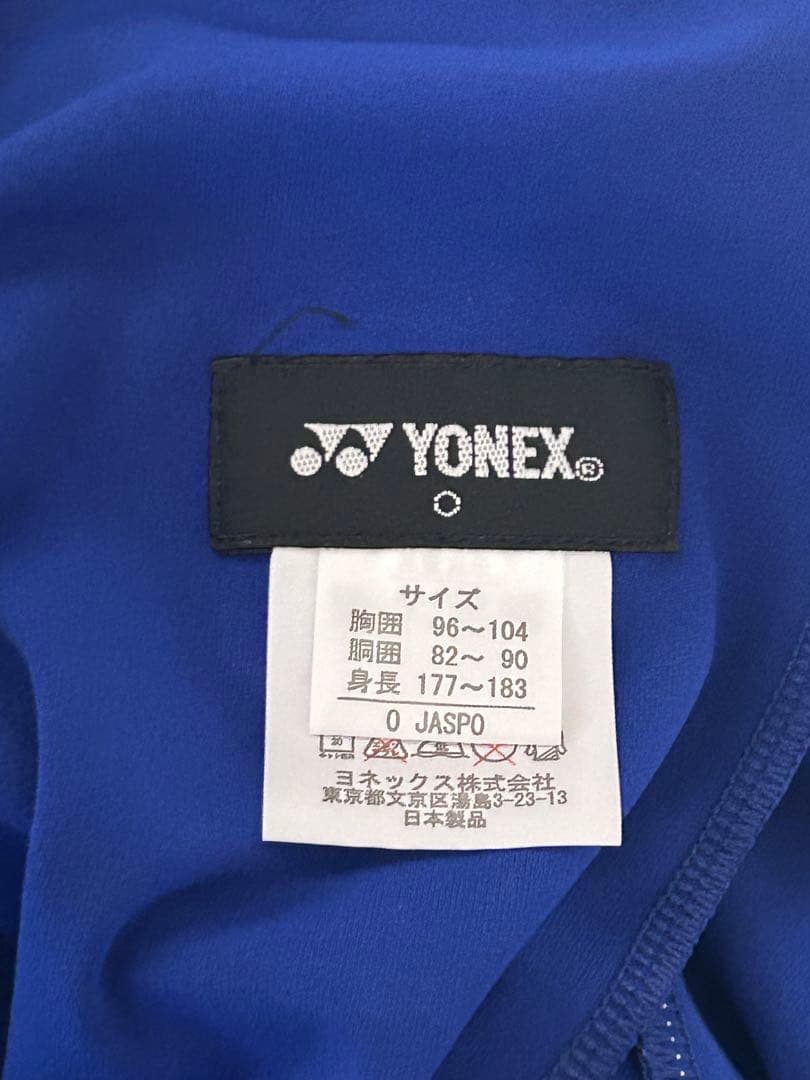 YONEX®
O
サイズ
胸囲 96～104
胴囲 82～ 90
身長 177～183
O JASPO
ヨネックス株式会社
東京都文京区湯島3-23-13
日本製品